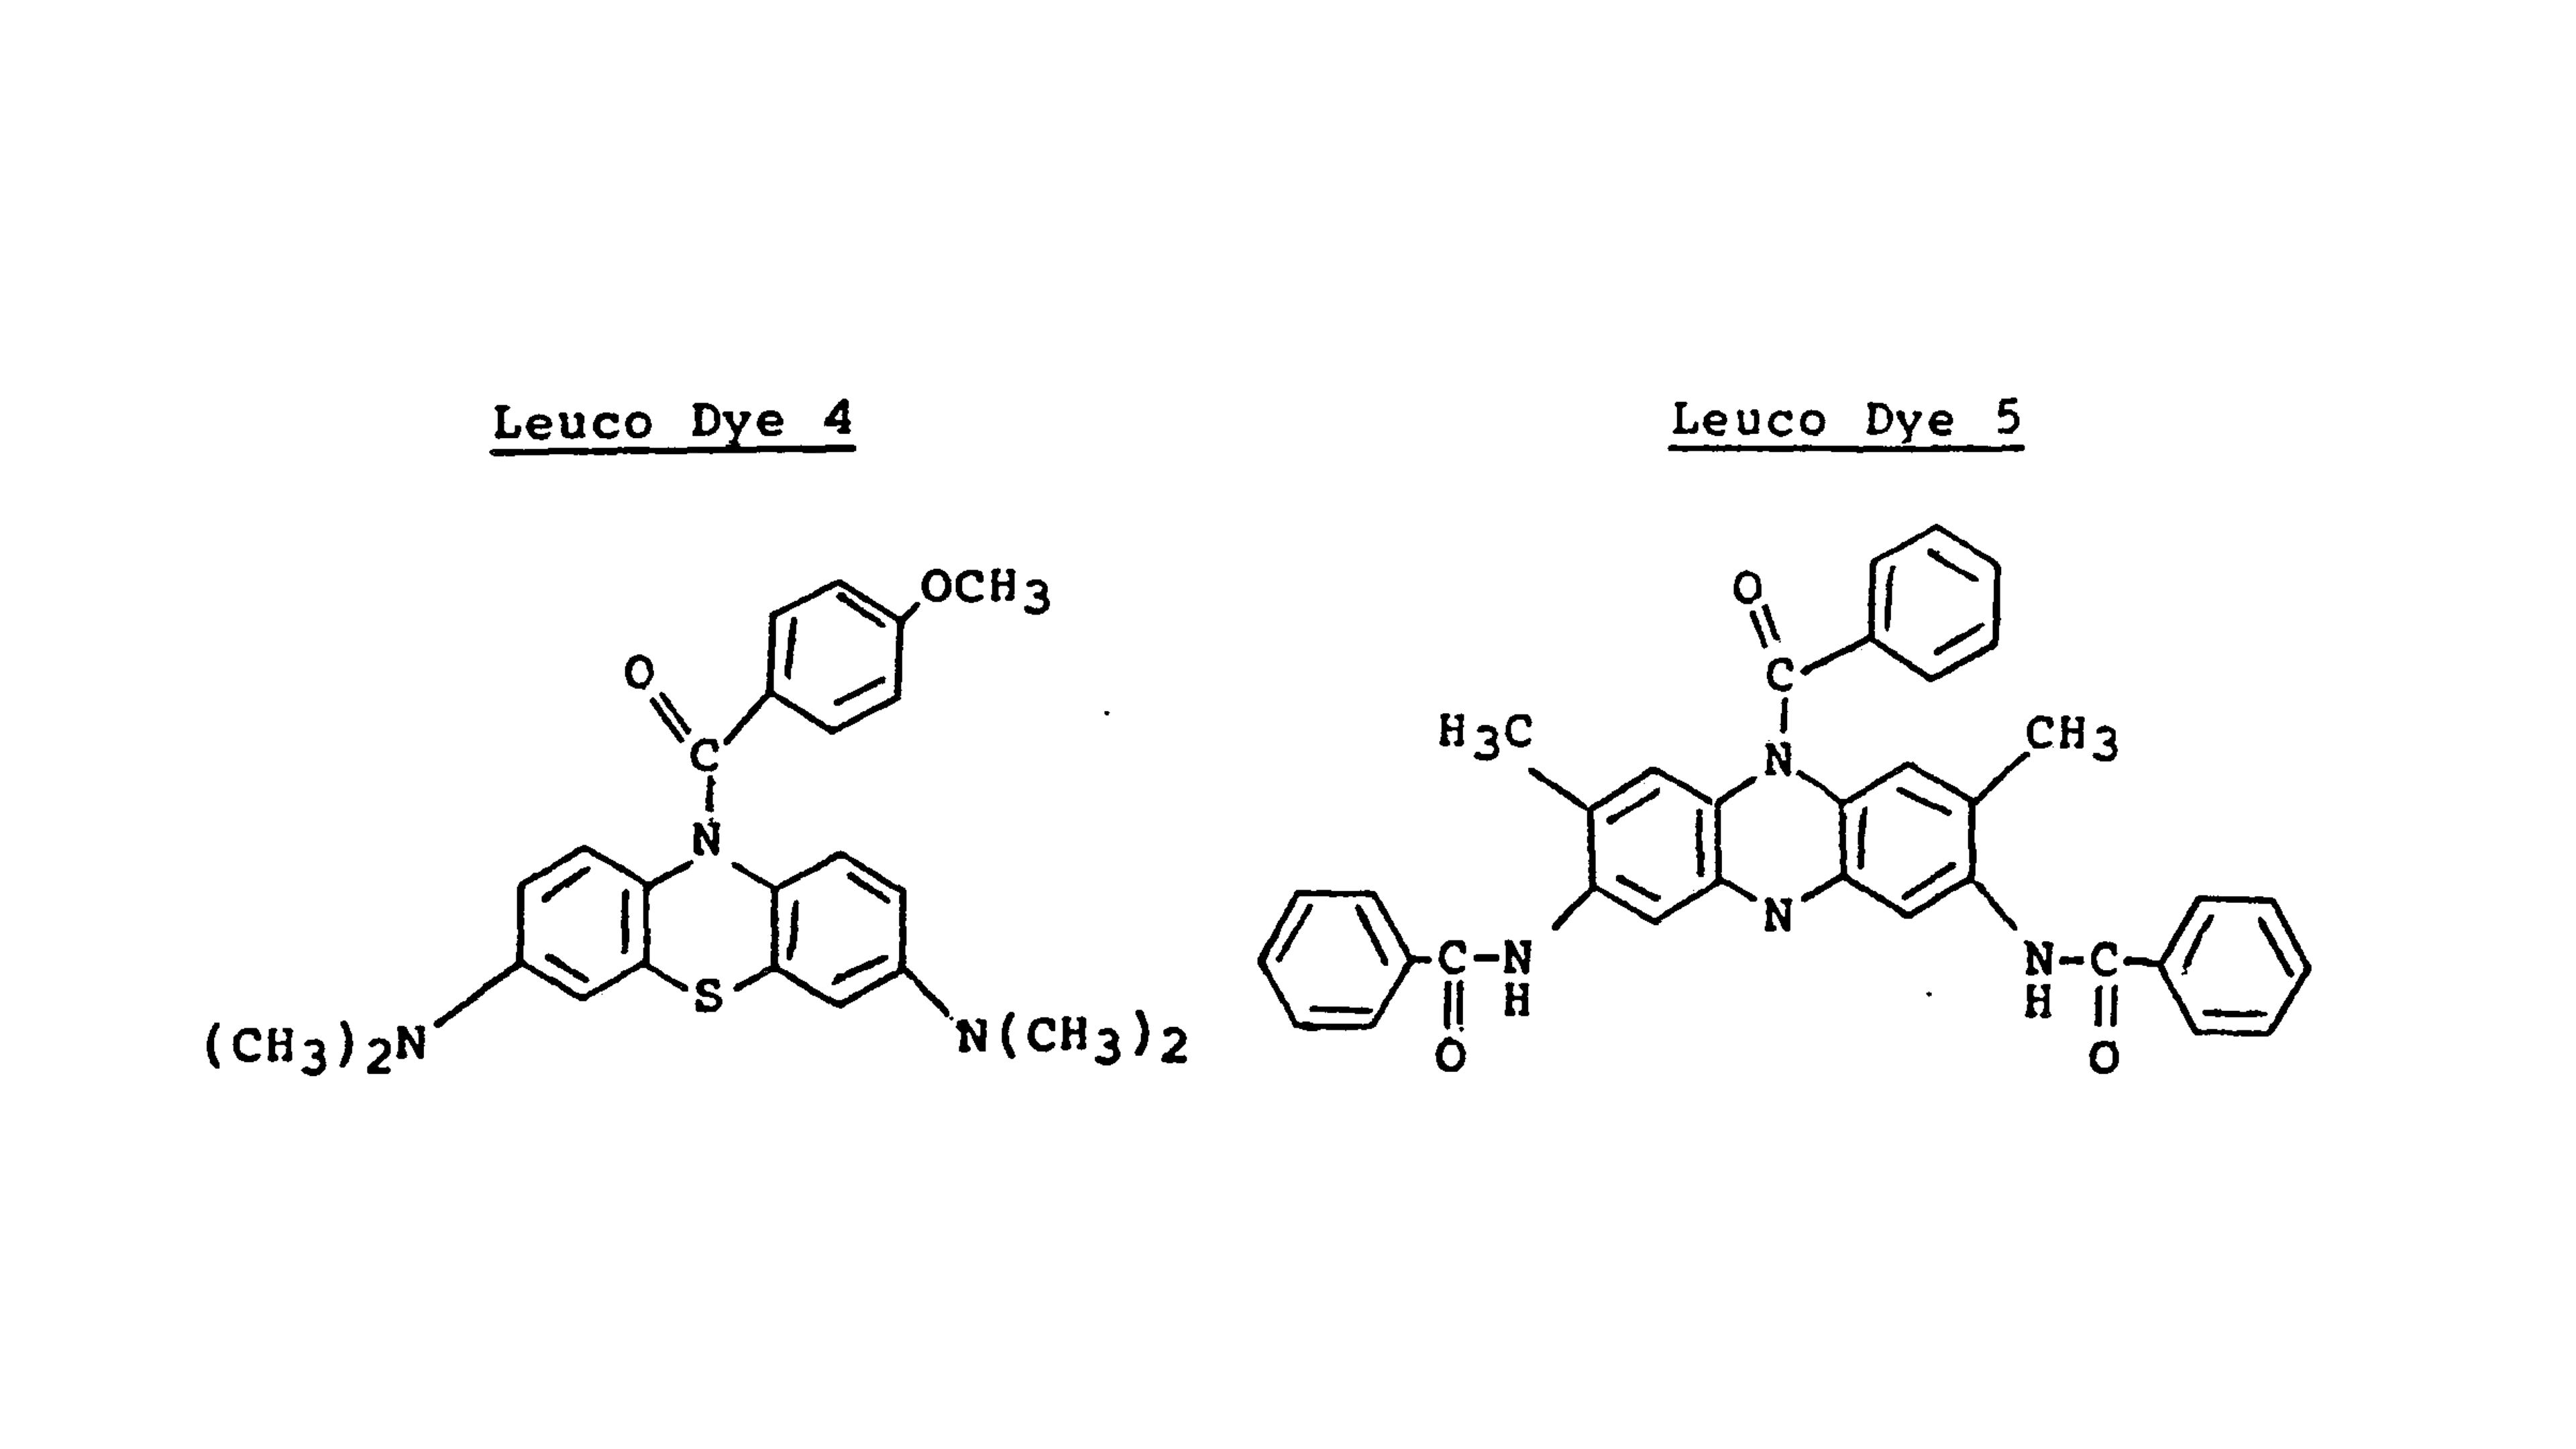 Leuco Dye 4
Leuco Dye 5
OCH3
O
C
N
S
(CH3)2N
N(CH3)2
O
C
H3C
CH3
N
N
C-N
H
O
N-C
H
O